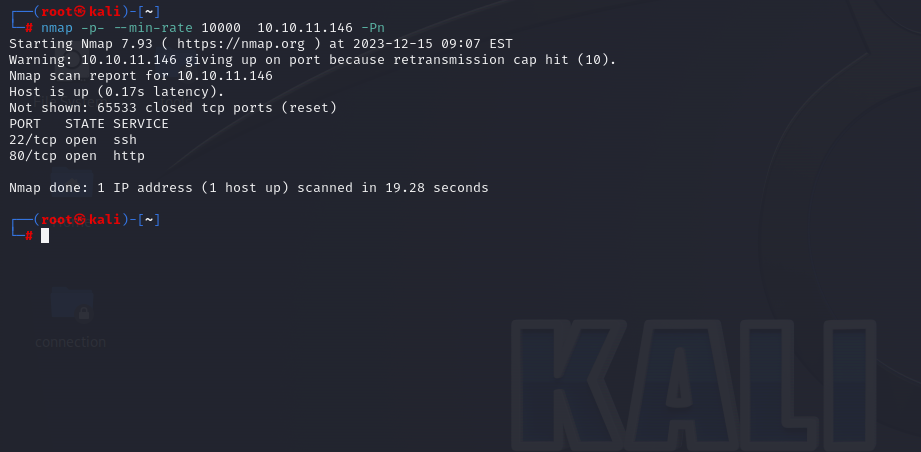 ┌──(root㉿kali)-[~]
└─# nmap -p- --min-rate 10000  10.10.11.146 -Pn
Starting Nmap 7.93 ( https://nmap.org ) at 2023-12-15 09:07 EST
Warning: 10.10.11.146 giving up on port because retransmission cap hit (10).
Nmap scan report for 10.10.11.146
Host is up (0.17s latency).
Not shown: 65533 closed tcp ports (reset)
PORT   STATE SERVICE
22/tcp open  ssh
80/tcp open  http
Nmap done: 1 IP address (1 host up) scanned in 19.28 seconds
┌──(root㉿kali)-[~]
└─#
connection
KALI